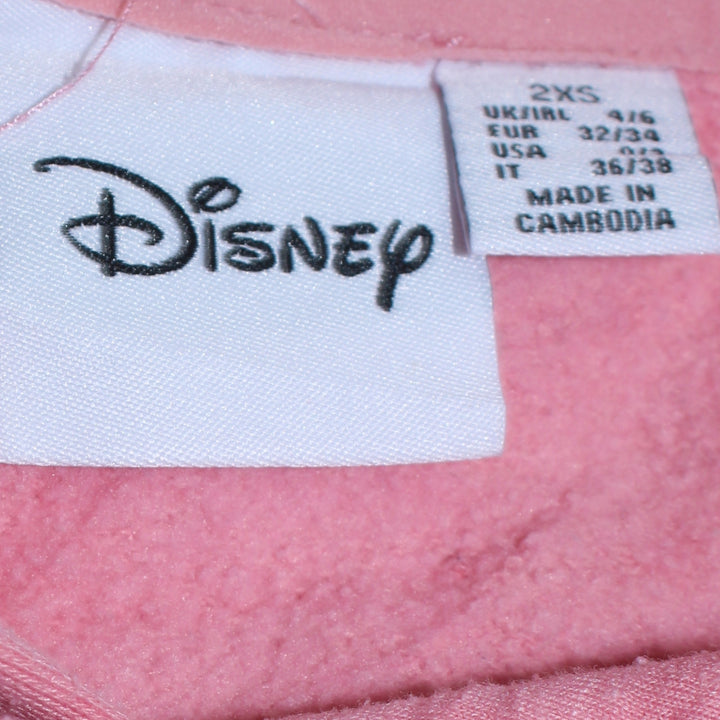 Disney
2XS
UK/IRL 4/6
EUR 32/34
USA
IT 36/38
MADE IN
CAMBODIA